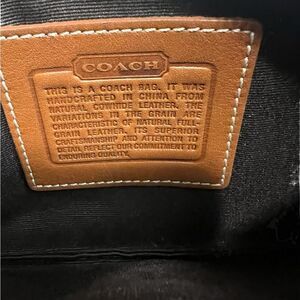 COACH
THIS IS A COACH BAG. IT WAS
HANDCRAFTED IN CHINA FROM
NATURAL COWHIDE LEATHER. THE
VARIATIONS IN THE GRAIN ARE
CHARACTERISTIC OF NATURAL FULL-
GRAIN LEATHER. ITS SUPERIOR
CRAFTSMANSHIP AND ATTENTION TO
DETAIL REFLECT OUR COMMITMENT TO
ENDURING QUALITY.